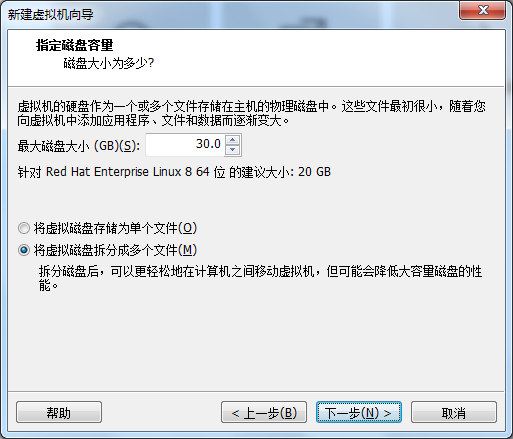 新建虚拟机向导
指定磁盘容量
磁盘大小为多少?
虚拟机的硬盘作为一个或多个文件存储在主机的物理磁盘中。这些文件最初很小，随着您
向虚拟机中添加应用程序、文件和数据而逐渐变大。
最大磁盘大小 (GB)(S): 30.0
针对 Red Hat Enterprise Linux 8 64 位 的建议大小: 20 GB
将虚拟磁盘存储为单个文件(O)
将虚拟磁盘拆分成多个文件(M)
拆分磁盘后，可以更轻松地在计算机之间移动虚拟机，但可能会降低大容量磁盘的性
能。
帮助 < 上一步(B) 下一步(N) > 取消